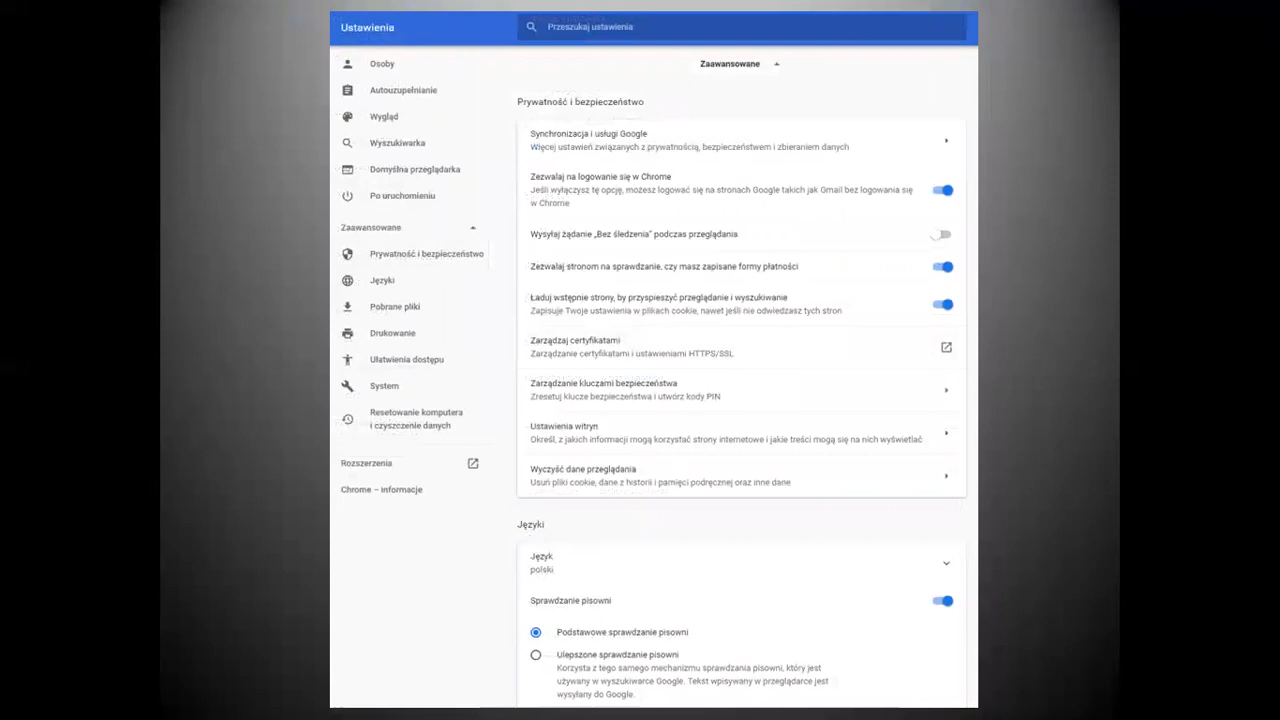 Ustawienia
Przeszukaj ustawienia
Osoby
Autouzupełnianie
Wygląd
Wyszukiwarka
Domyślna przeglądarka
Po uruchomieniu
Zaawansowane
Prywatność i bezpieczeństwo
Języki
Pobrane pliki
Drukowanie
Ułatwienia dostępu
System
Resetowanie komputera
i czyszczenie danych
Rozszerzenia
Chrome – informacje
Zaawansowane
Prywatność i bezpieczeństwo
Synchronizacja i usługi Google
Więcej ustawień związanych z prywatnością, bezpieczeństwem i zbieraniem danych
Zezwalaj na logowanie się w Chrome
Jeśli wyłączysz tę opcję, możesz logować się na stronach Google takich jak Gmail bez logowania się
w Chrome
Wysyłaj żądanie „Bez śledzenia” podczas przeglądania
Zezwalaj stronom na sprawdzanie, czy masz zapisane formy płatności
Ładuj wstępnie strony, by przyspieszyć przeglądanie i wyszukiwanie
Zapisuje Twoje ustawienia w plikach cookie, nawet jeśli nie odwiedzasz tych stron
Zarządzaj certyfikatami
Zarządzanie certyfikatami i ustawieniami HTTPS/SSL
Zarządzanie kluczami bezpieczeństwa
Zresetuj klucze bezpieczeństwa i utwórz kody PIN
Ustawienia witryn
Określ, z jakich informacji mogą korzystać strony internetowe i jakie treści mogą się na nich wyświetlać
Wyczyść dane przeglądania
Usuń pliki cookie, dane z historii i pamięci podręcznej oraz inne dane
Języki
Język
polski
Sprawdzanie pisowni
Podstawowe sprawdzanie pisowni
Ulepszone sprawdzanie pisowni
Korzysta z tego samego mechanizmu sprawdzania pisowni, który jest
używany w wyszukiwarce Google. Tekst wpisywany w przeglądarce jest
wysyłany do Google.